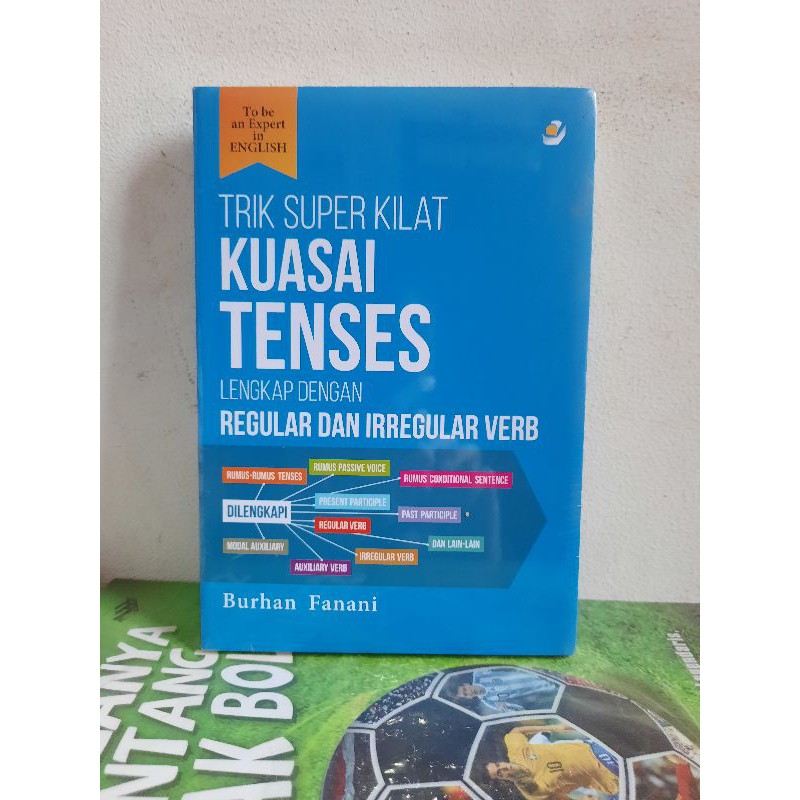 To be
an Expert
in
ENGLISH
TRIK SUPER KILAT
KUASAI
TENSES
LENGKAP DENGAN
REGULAR DAN IRREGULAR VERB
RUMUS PASSIVE VOICE
RUMUS-RUMUS TENSES
RUMUS CONDITIONAL SENTENCE
PRESENT PARTICIPLE
DILENGKAPI
PAST PARTICIPLE
REGULAR VERB
MODAL AUXILIARY
DAN LAIN-LAIN
IRREGULAR VERB
AUXILIARY VERB
Burhan Fanani
10